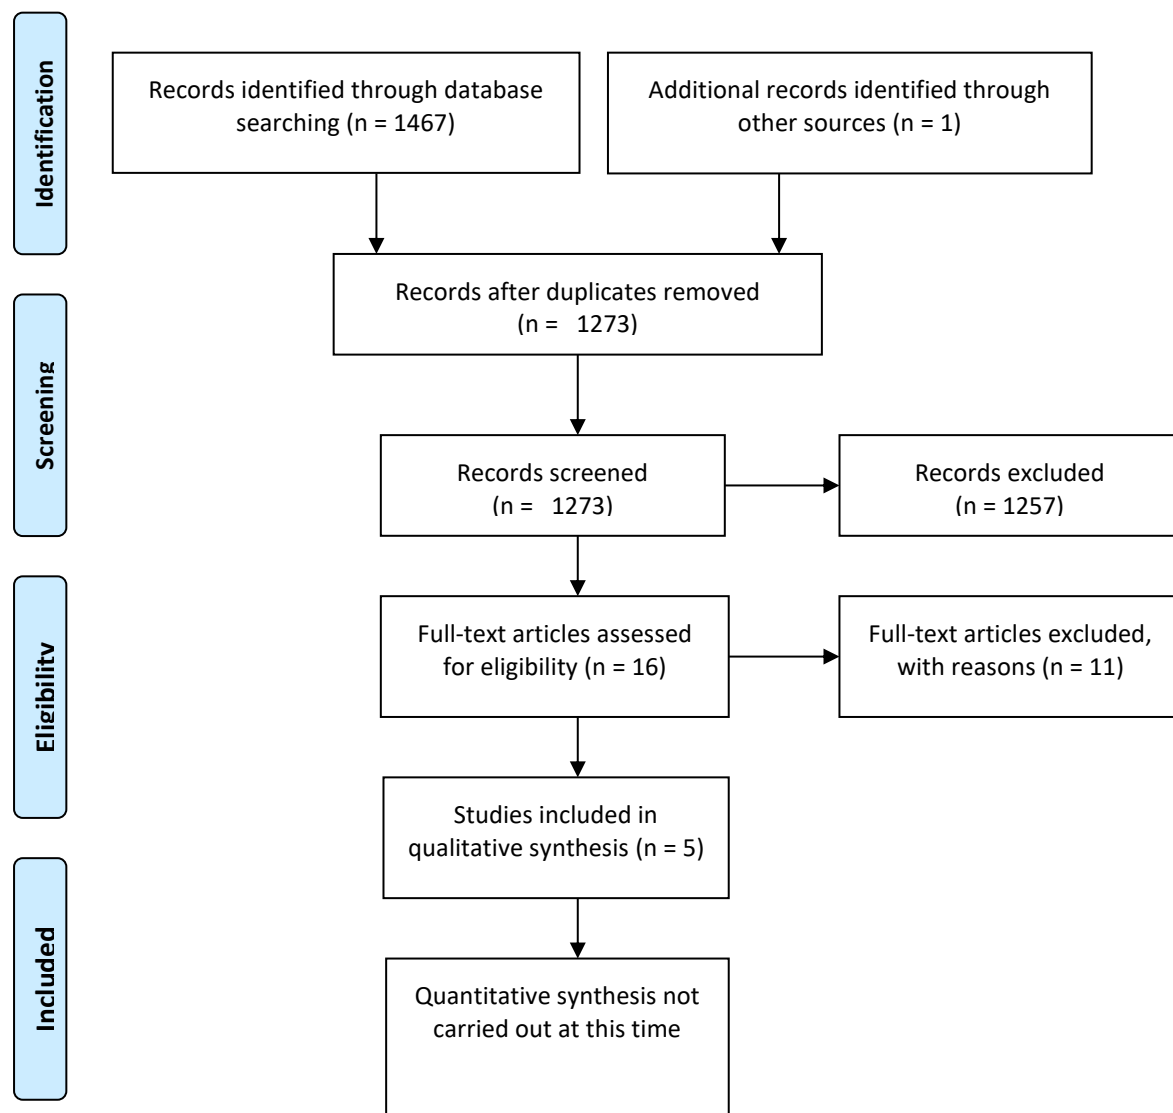 Identification
Records identified through database
searching (n = 1467)
Additional records identified through
other sources (n = 1)
Records after duplicates removed
(n =   1273)
Screening
Records screened
(n =   1273)
Records excluded
(n = 1257)
Eligibility
Full-text articles assessed
for eligibility (n = 16)
Full-text articles excluded,
with reasons (n = 11)
Studies included in
qualitative synthesis (n = 5)
Included
Quantitative synthesis not
carried out at this time